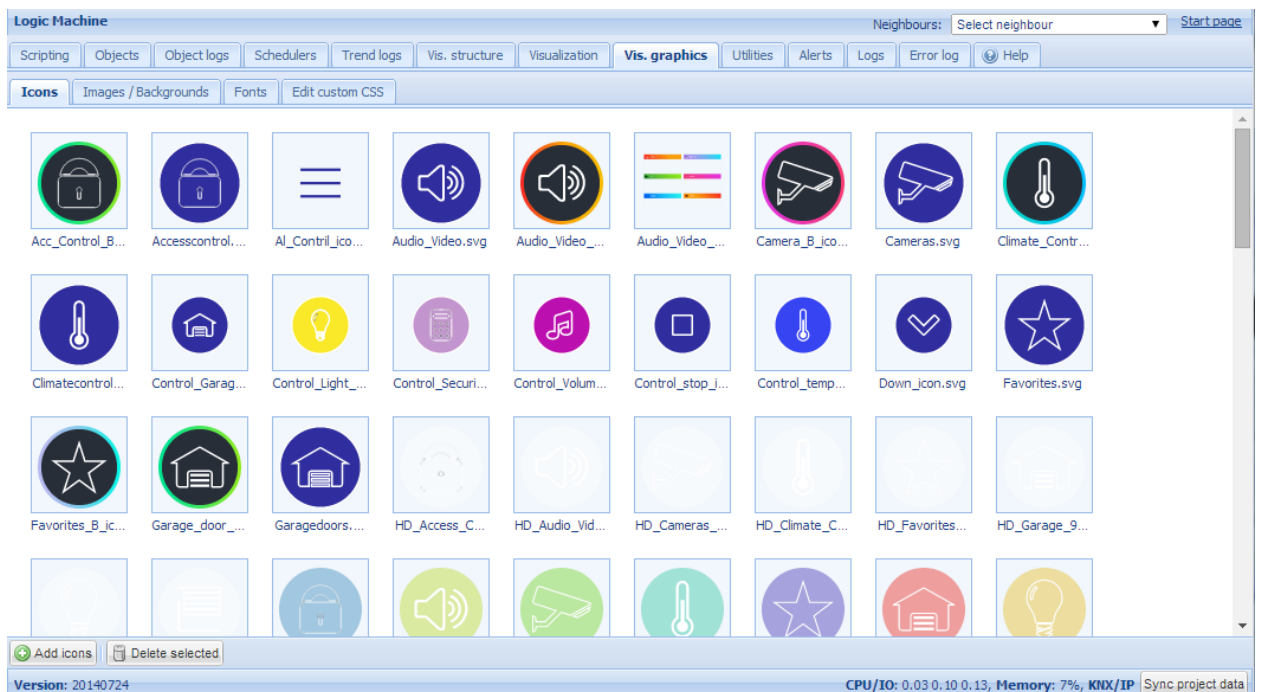 Logic Machine Neighbours: Select neighbour Start page
Scripting Objects Object logs Schedulers Trend logs Vis. structure Visualization Vis. graphics Utilities Alerts Logs Error log Help
Icons Images / Backgrounds Fonts Edit custom CSS
Acc_Control_B... Accesscontrol.... Al_Contril_ico... Audio_Video.svg Audio_Video_... Audio_Video_... Camera_B_ico... Cameras.svg Climate_Contr...
Climatecontrol... Control_Garag... Control_Light_... Control_Securi... Control_Volum... Control_stop_i... Control_temp... Down_icon.svg Favorites.svg
Favorites_B_ic... Garage_door_... Garagedoors.... HD_Access_C... HD_Audio_Vid... HD_Cameras_... HD_Climate_C... HD_Favorites... HD_Garage_9...
Add icons Delete selected
Version: 20140724 CPU/IO: 0.03 0.10 0.13, Memory: 7%, KNX/IP Sync project data